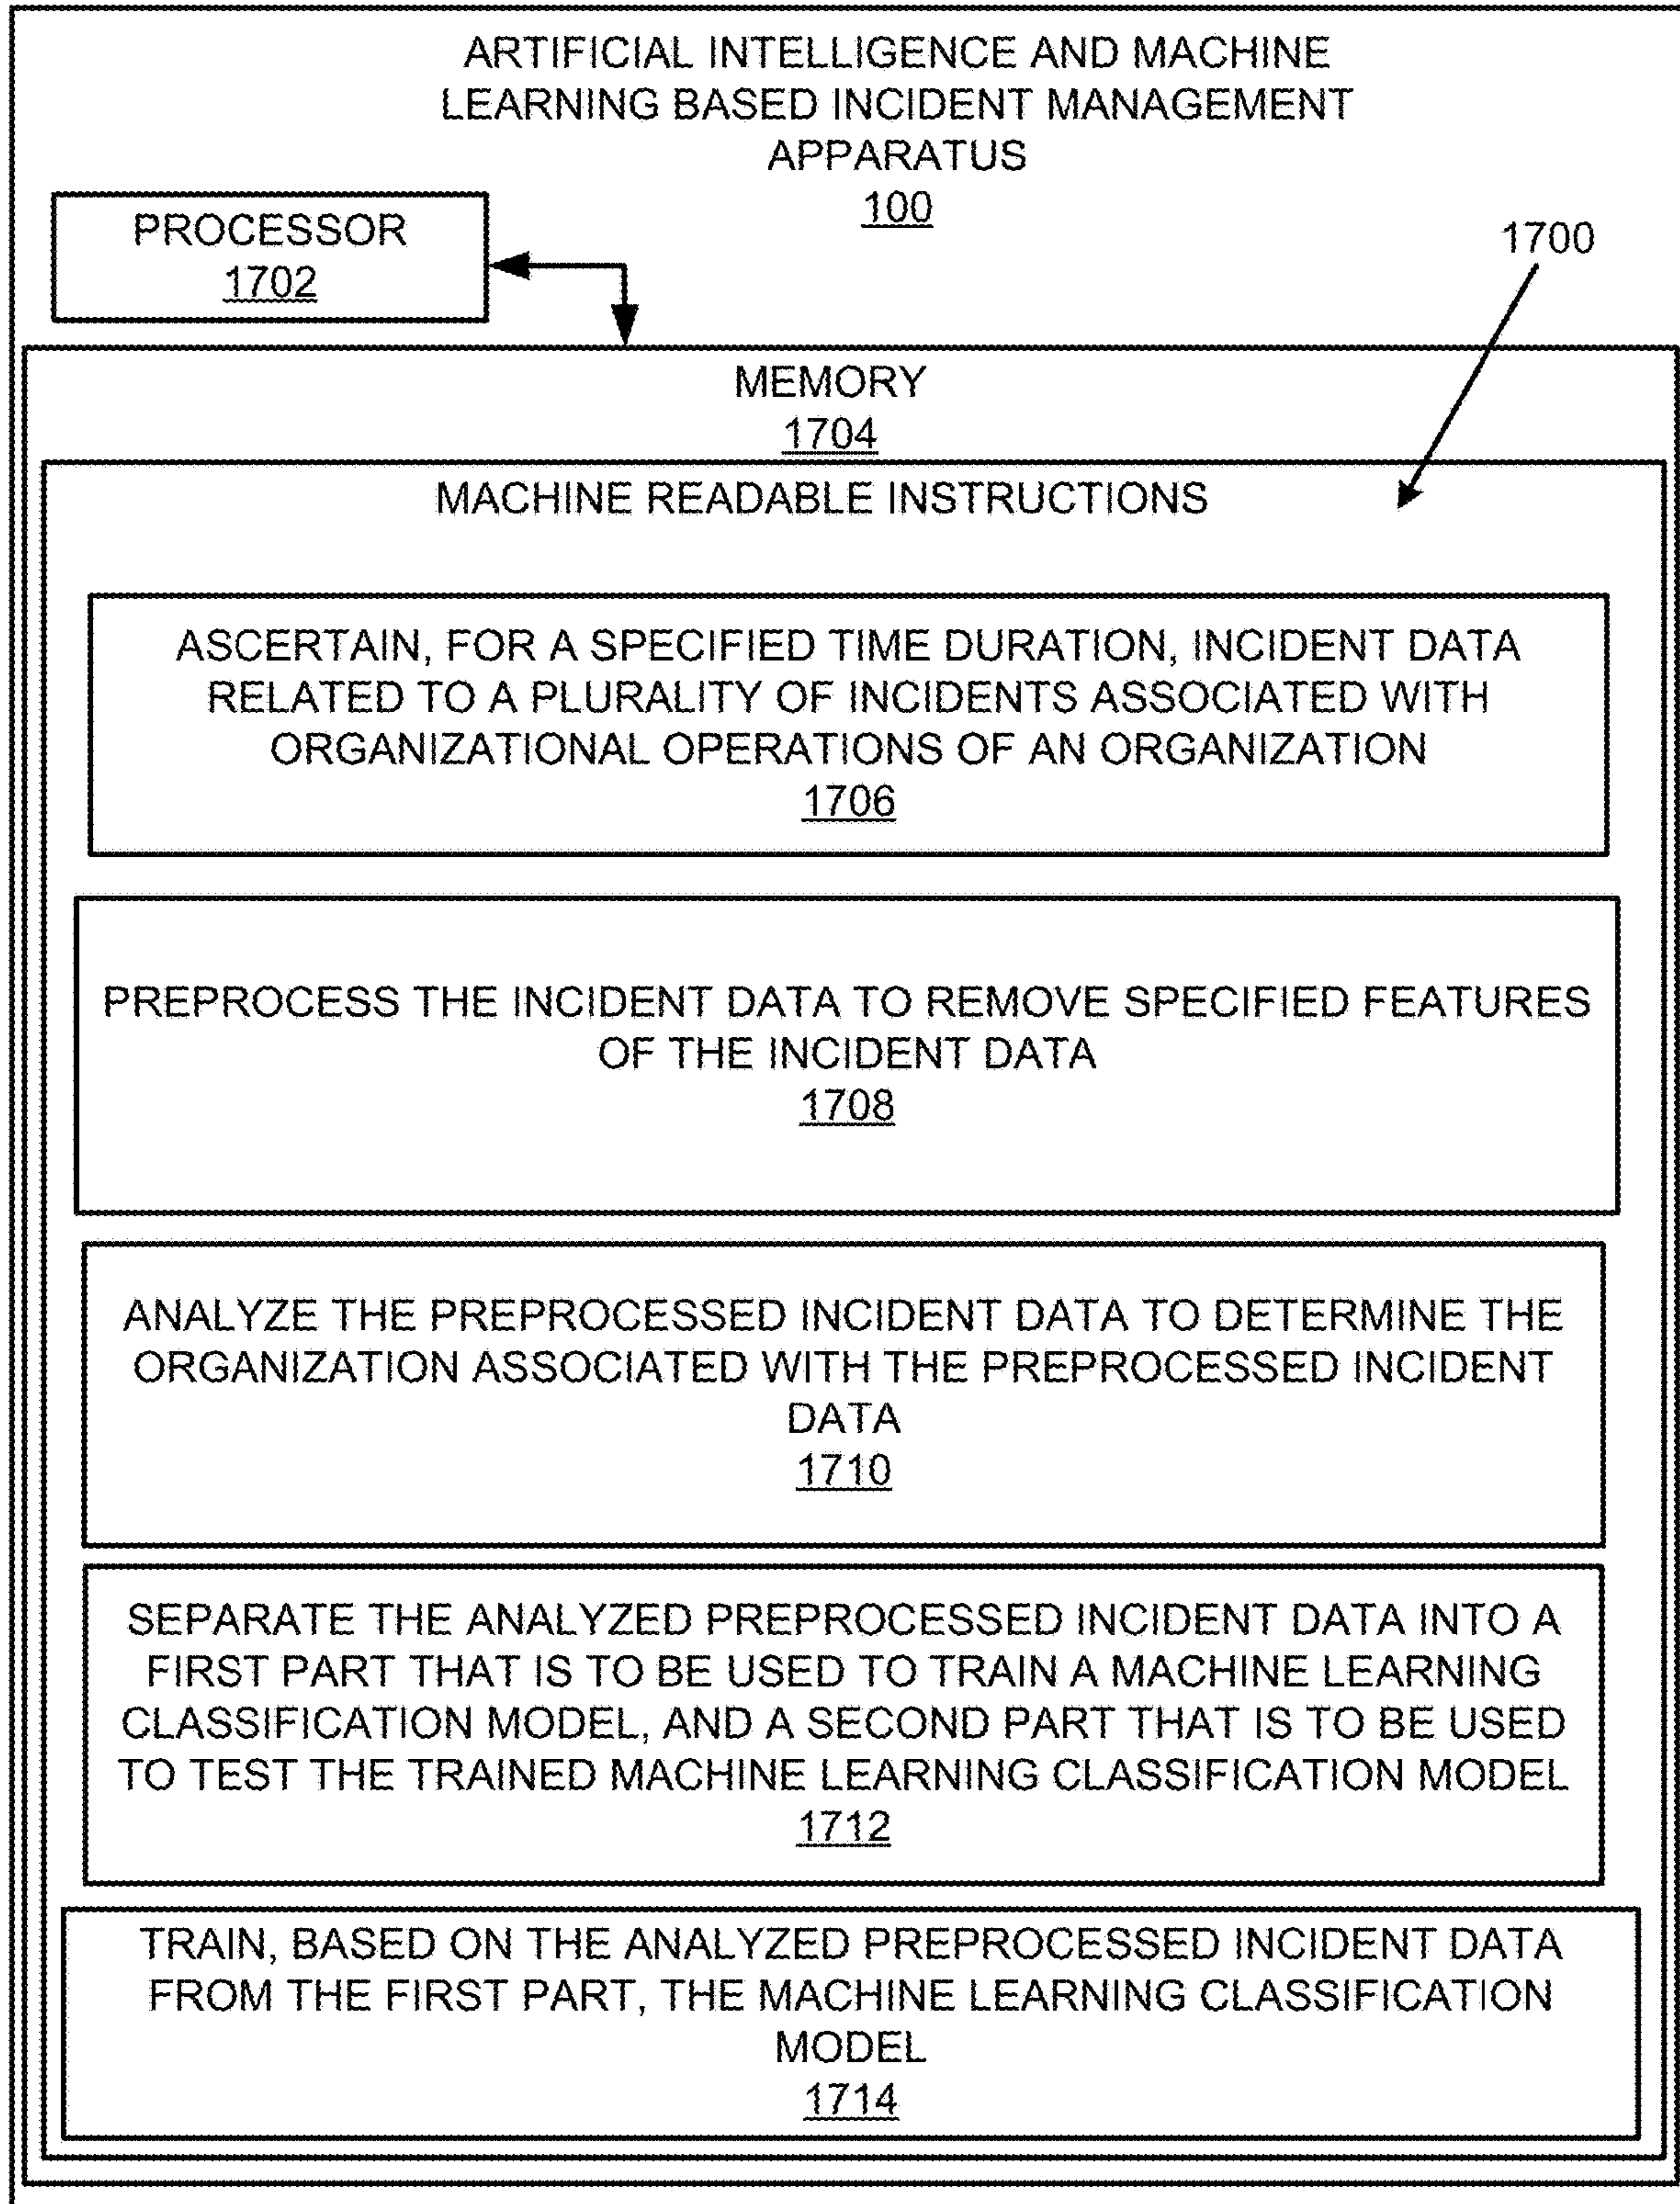 ARTIFICIAL INTELLIGENCE AND MACHINE
LEARNING BASED INCIDENT MANAGEMENT
APPARATUS
100
PROCESSOR
1702
1700
MEMORY
1704
MACHINE READABLE INSTRUCTIONS
ASCERTAIN, FOR A SPECIFIED TIME DURATION, INCIDENT DATA
RELATED TO A PLURALITY OF INCIDENTS ASSOCIATED WITH
ORGANIZATIONAL OPERATIONS OF AN ORGANIZATION
1706
PREPROCESS THE INCIDENT DATA TO REMOVE SPECIFIED FEATURES
OF THE INCIDENT DATA
1708
ANALYZE THE PREPROCESSED INCIDENT DATA TO DETERMINE THE
ORGANIZATION ASSOCIATED WITH THE PREPROCESSED INCIDENT
DATA
1710
SEPARATE THE ANALYZED PREPROCESSED INCIDENT DATA INTO A
FIRST PART THAT IS TO BE USED TO TRAIN A MACHINE LEARNING
CLASSIFICATION MODEL, AND A SECOND PART THAT IS TO BE USED
TO TEST THE TRAINED MACHINE LEARNING CLASSIFICATION MODEL
1712
TRAIN, BASED ON THE ANALYZED PREPROCESSED INCIDENT DATA
FROM THE FIRST PART, THE MACHINE LEARNING CLASSIFICATION
MODEL
1714